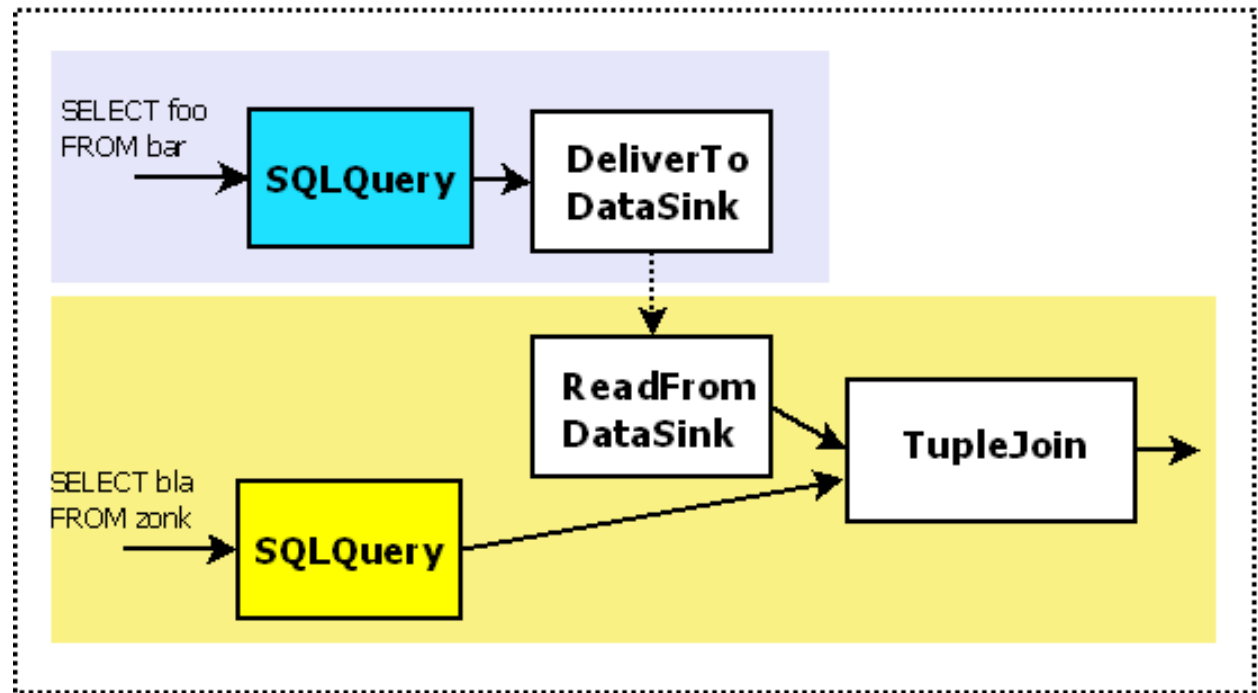 SELECT foo
FROM bar
SQLQuery
DeliverTo
DataSink
ReadFrom
DataSink
TupleJoin
SELECT bla
FROM zonk
SQLQuery